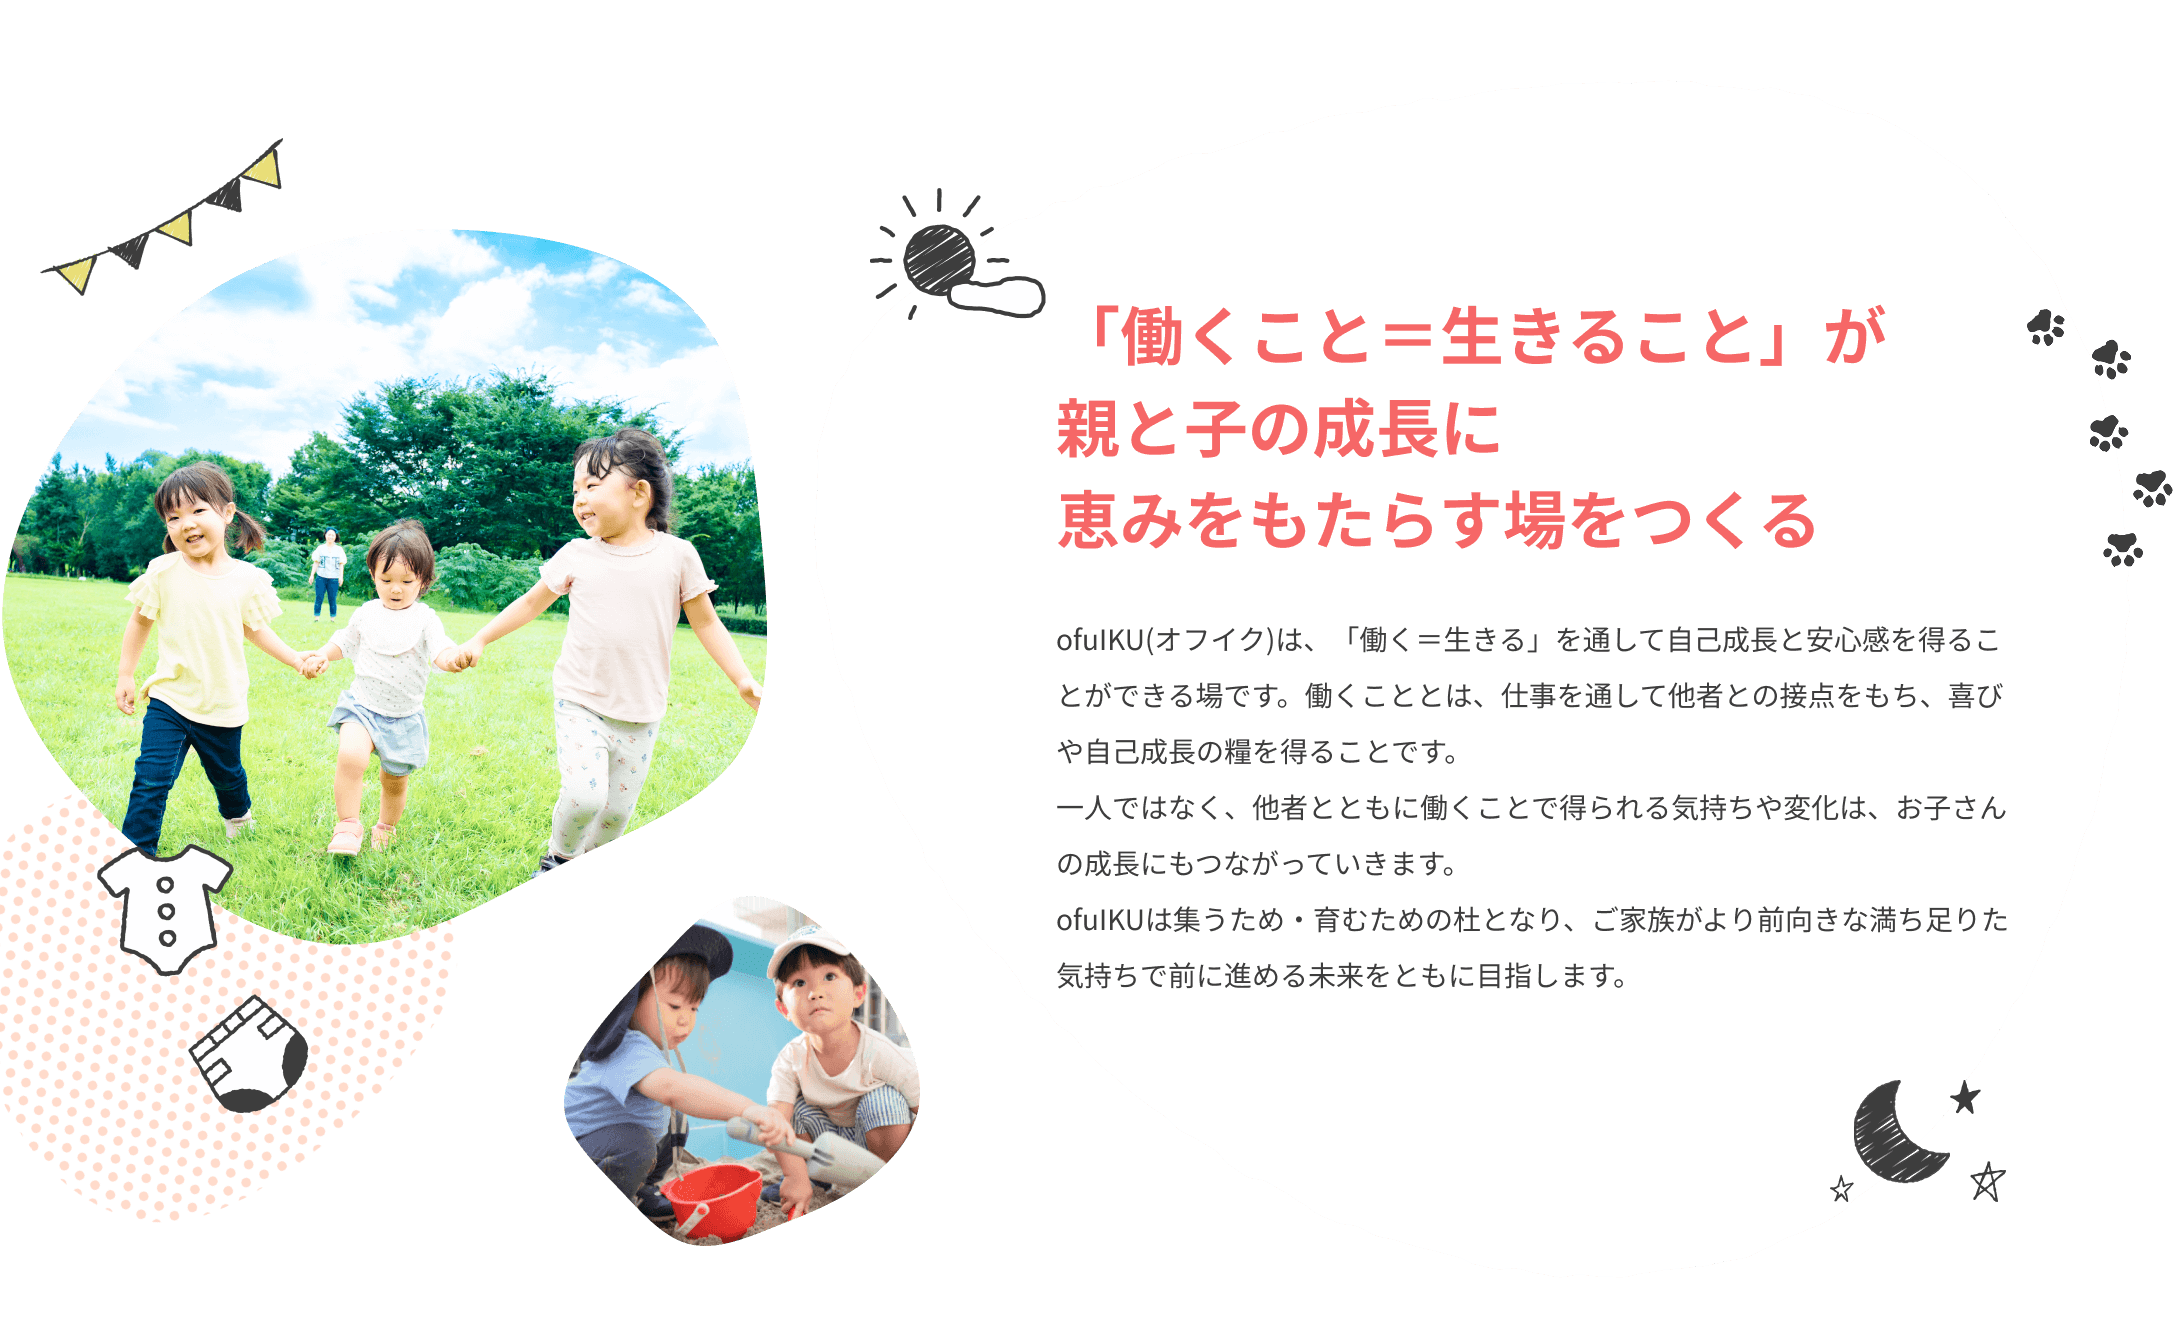 「働くこと＝生きること」が
親と子の成長に
恵みをもたらす場をつくる
ofuIKU(オフイク)は、「働く＝生きる」を通して自己成長と安心感を得るこ
とができる場です。働くこととは、仕事を通して他者との接点をもち、喜び
や自己成長の糧を得ることです。
一人ではなく、他者とともに働くことで得られる気持ちや変化は、お子さん
の成長にもつながっていきます。
ofuIKUは集うため・育むための杜となり、ご家族がより前向きな満ち足りた
気持ちで前に進める未来をともに目指します。